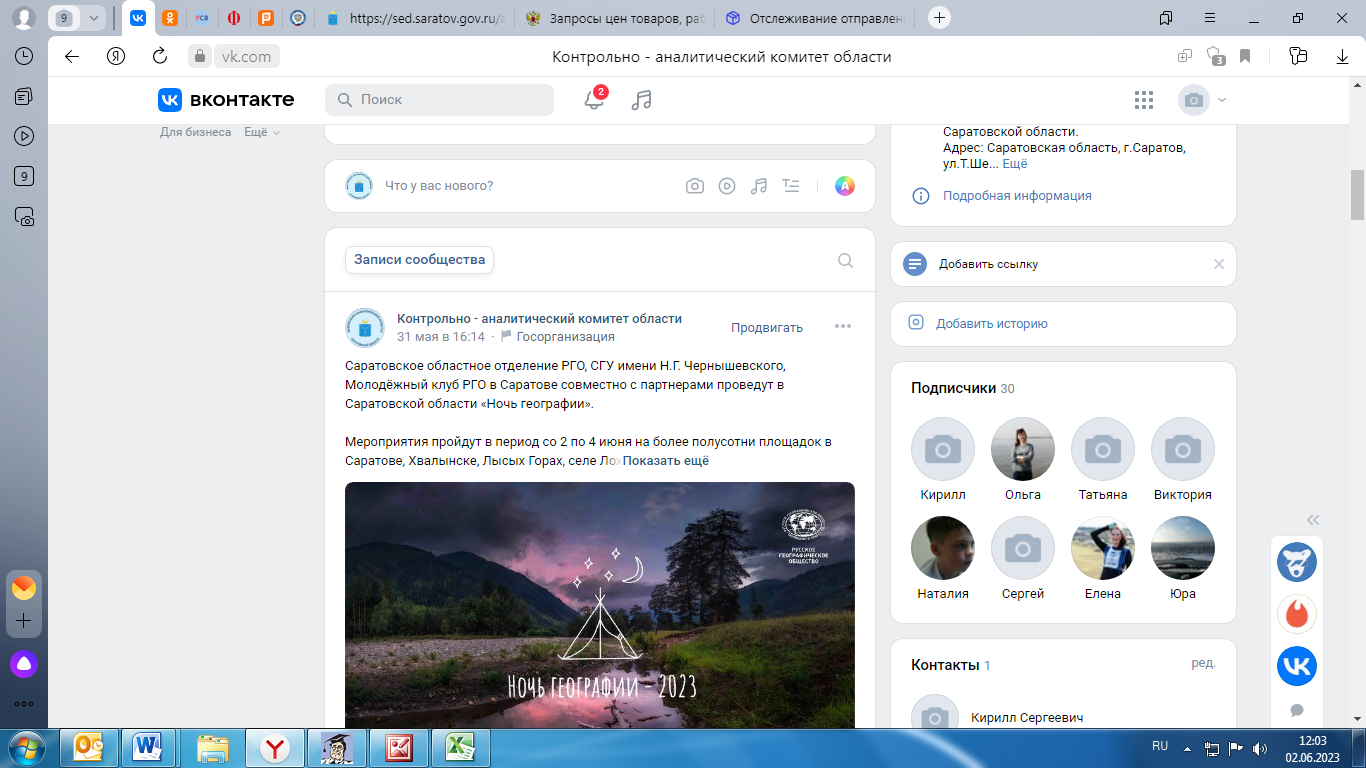 9
РСВ
https://sed.saratov.gov.ru/a
Запросы цен товаров, раб
Отслеживание отправлен
vk.com
Контрольно - аналитический комитет области
3
9
вконтакте
Поиск
2
Для бизнеса
Ещё
Что у вас нового?
A
Записи сообщества
Контрольно - аналитический комитет области
31 мая в 16:14 · Госорганизация
Продвигать
Саратовское областное отделение РГО, СГУ имени Н.Г. Чернышевского,
Молодёжный клуб РГО в Саратове совместно с партнерами проведут в
Саратовской области «Ночь географии».
Мероприятия пройдут в период со 2 по 4 июня на более полусотни площадок в
Саратове, Хвалынске, Лысых Горах, селе Лох Показать ещё
РУССКОЕ
ГЕОГРАФИЧЕСКОЕ
ОБЩЕСТВО
НОЧЬ ГЕОГРАФИИ - 2023
Саратовской области.
Адрес: Саратовская область, г.Саратов,
ул.Т.Ше... Ещё
Подробная информация
Добавить ссылку
Добавить историю
Подписчики 30
Кирилл
Ольга
Татьяна
Виктория
Наталия
Сергей
Елена
Юра
Контакты 1
ред.
Кирилл Сергеевич
RU
12:03
02.06.2023